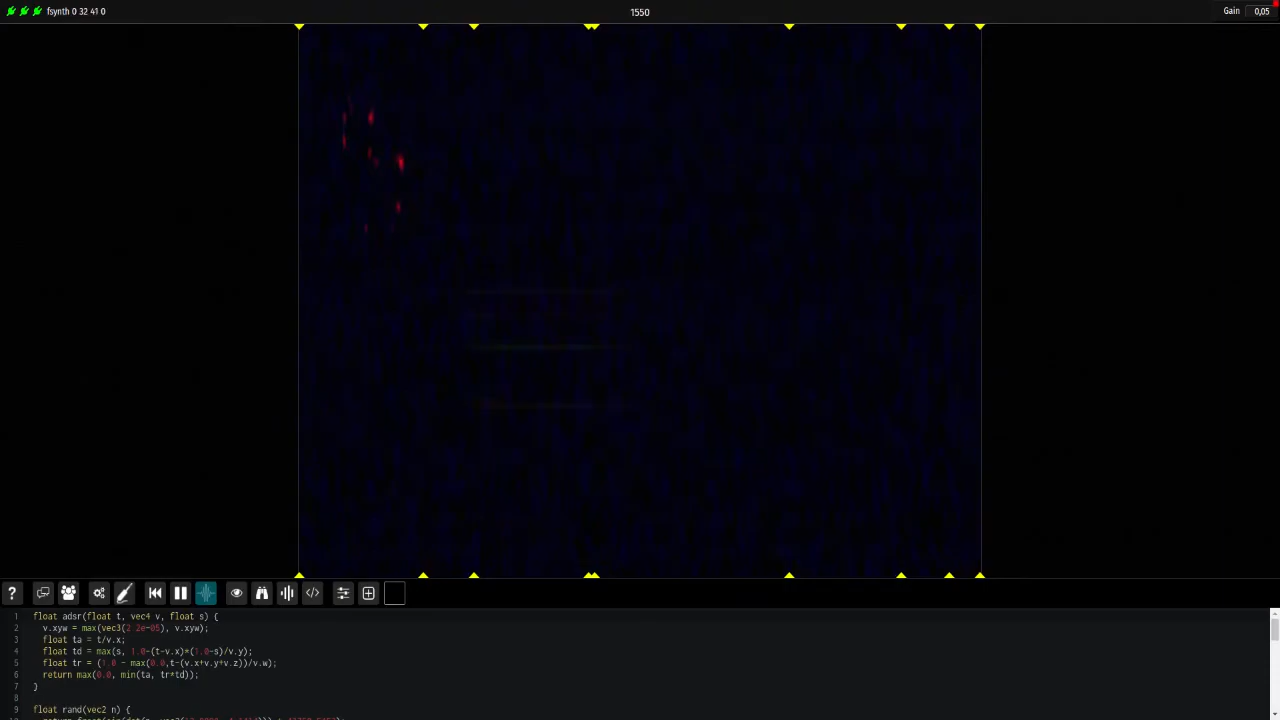 fsynth 0 32 41 0
1550
Gain 0,05
?
1 float adsr(float t, vec4 v, float s) {
2 v.xyw = max(vec3(2.2e-05), v.xyw);
3 float ta = t/v.x;
4 float td = max(s, 1.0-(t-v.x)*(1.0-s)/v.y);
5 float tr = (1.0 - max(0.0,t-(v.x+v.y+v.z))/v.w);
6 return max(0.0, min(ta, tr*td));
7 }
8
9 float rand(vec2 n) {